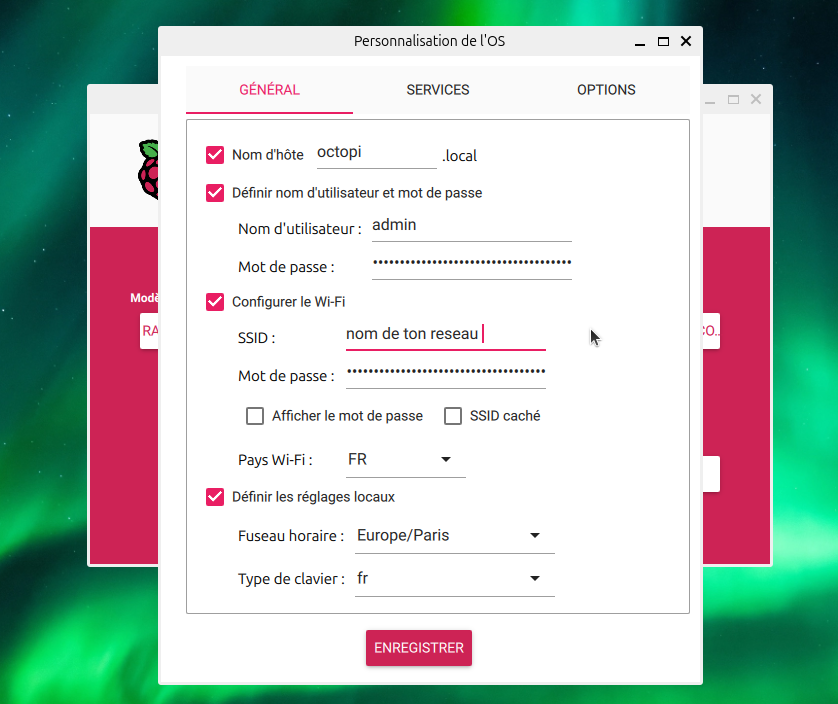 Personnalisation de l'OS
GÉNÉRAL SERVICES OPTIONS
Nom d'hôte octopi .local
Définir nom d'utilisateur et mot de passe
Nom d'utilisateur : admin
Mot de passe : •••••••••••••••••••••••••••••••••••••
Modè
Configurer le Wi-Fi
RA
CO..
SSID : nom de ton reseau
Mot de passe : •••••••••••••••••••••••••••••••••••••
Afficher le mot de passe SSID caché
Pays Wi-Fi : FR
Définir les réglages locaux
Fuseau horaire : Europe/Paris
Type de clavier : fr
ENREGISTRER